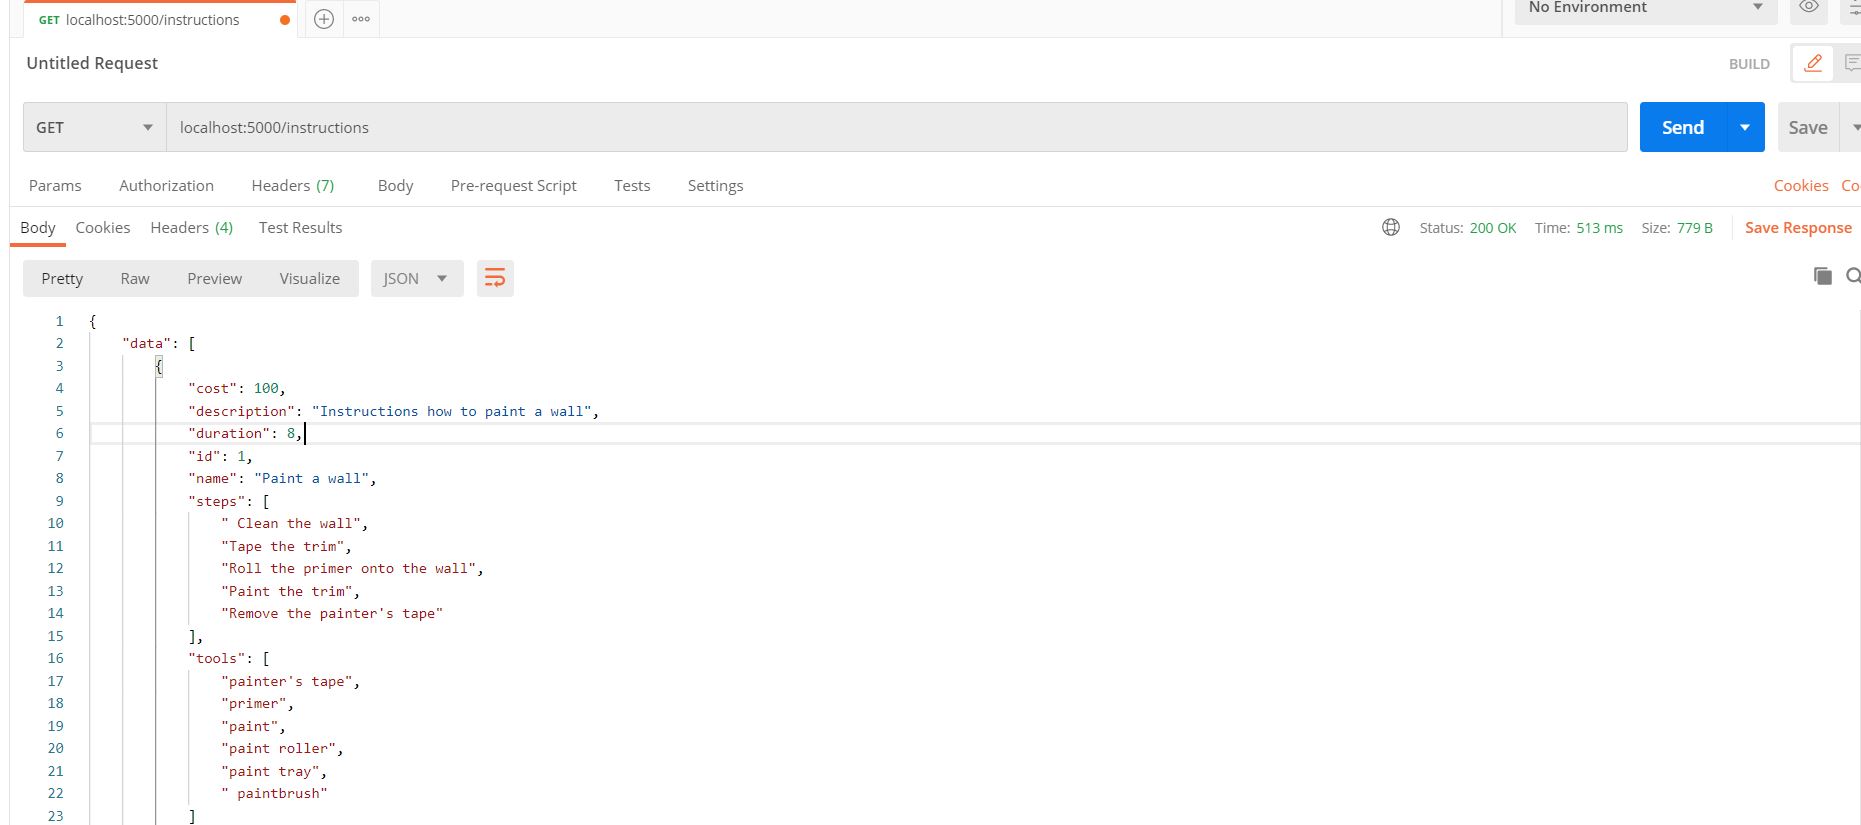 GET localhost:5000/instructions
No Environment
Untitled Request
BUILD
GET localhost:5000/instructions Send Save
Params Authorization Headers (7) Body Pre-request Script Tests Settings Cookies Co
Body Cookies Headers (4) Test Results Status: 200 OK Time: 513 ms Size: 779 B Save Response
Pretty Raw Preview Visualize JSON
1 {
2 "data": [
3 {
4 "cost": 100,
5 "description": "Instructions how to paint a wall",
6 "duration": 8,
7 "id": 1,
8 "name": "Paint a wall",
9 "steps": [
10 " Clean the wall",
11 "Tape the trim",
12 "Roll the primer onto the wall",
13 "Paint the trim",
14 "Remove the painter's tape"
15 ],
16 "tools": [
17 "painter's tape",
18 "primer",
19 "paint",
20 "paint roller",
21 "paint tray",
22 " paintbrush"
23 ]